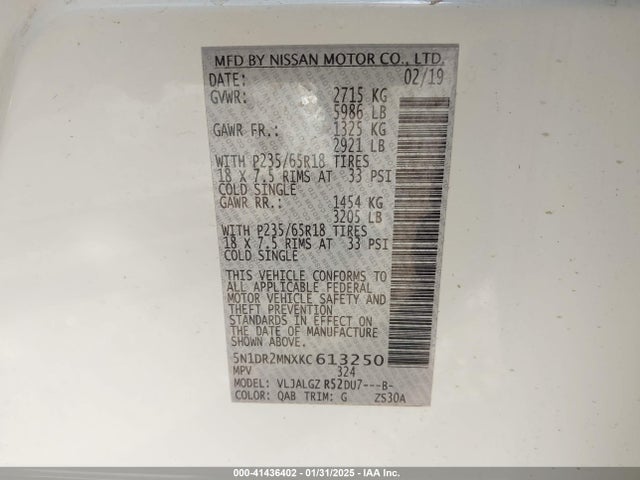 MFD BY NISSAN MOTOR CO., LTD.
DATE: 02/19
GVWR: 2715 KG
5986 LB
GAWR FR.: 1325 KG
2921 LB
WITH P235/65R18 TIRES
18 X 7.5 RIMS AT 33 PSI
COLD SINGLE
GAWR RR.: 1454 KG
3205 LB
WITH P235/65R18 TIRES
18 X 7.5 RIMS AT 33 PSI
COLD SINGLE
THIS VEHICLE CONFORMS TO
ALL APPLICABLE FEDERAL
MOTOR VEHICLE SAFETY AND
THEFT PREVENTION
STANDARDS IN EFFECT ON THE
DATE OF MANUFACTURE
SHOWN ABOVE.
5N1DR2MNXKC613250
MPV 324
MODEL: VLJALGZ R52DU7---B-
COLOR: QAB TRIM: G ZS30A
000-41436402 - 01/31/2025 - IAA Inc.